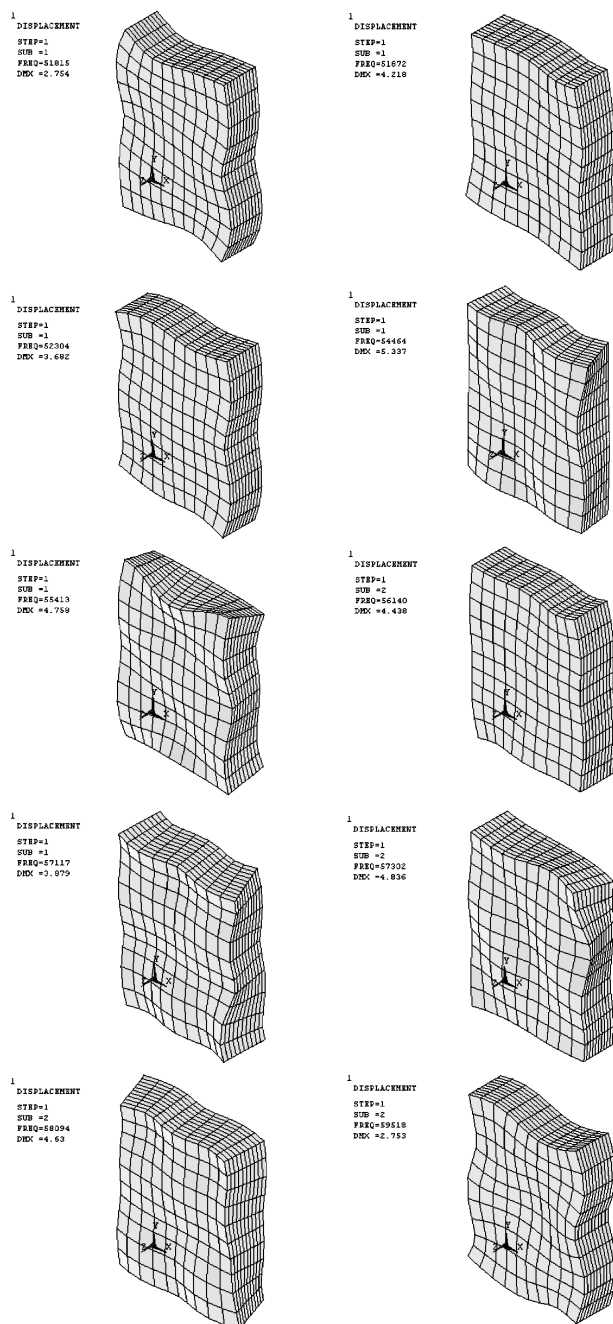 1
DISPLACEMENT
STEP=1
SUB =1
FREQ=51815
DMX =2.754
Y
Z X
1
DISPLACEMENT
STEP=1
SUB =1
FREQ=51872
DMX =4.218
Y
Z X
1
DISPLACEMENT
STEP=1
SUB =1
FREQ=52304
DMX =3.682
Y
Z X
1
DISPLACEMENT
STEP=1
SUB =1
FREQ=54464
DMX =5.337
Y
Z X
1
DISPLACEMENT
STEP=1
SUB =1
FREQ=55413
DMX =4.758
Y
Z X
1
DISPLACEMENT
STEP=1
SUB =2
FREQ=56140
DMX =4.438
Y
Z X
1
DISPLACEMENT
STEP=1
SUB =1
FREQ=57117
DMX =3.879
Y
Z X
1
DISPLACEMENT
STEP=1
SUB =2
FREQ=57302
DMX =4.836
Y
Z X
1
DISPLACEMENT
STEP=1
SUB =2
FREQ=58094
DMX =4.63
Y
Z X
1
DISPLACEMENT
STEP=1
SUB =2
FREQ=59518
DMX =2.753
Y
Z X